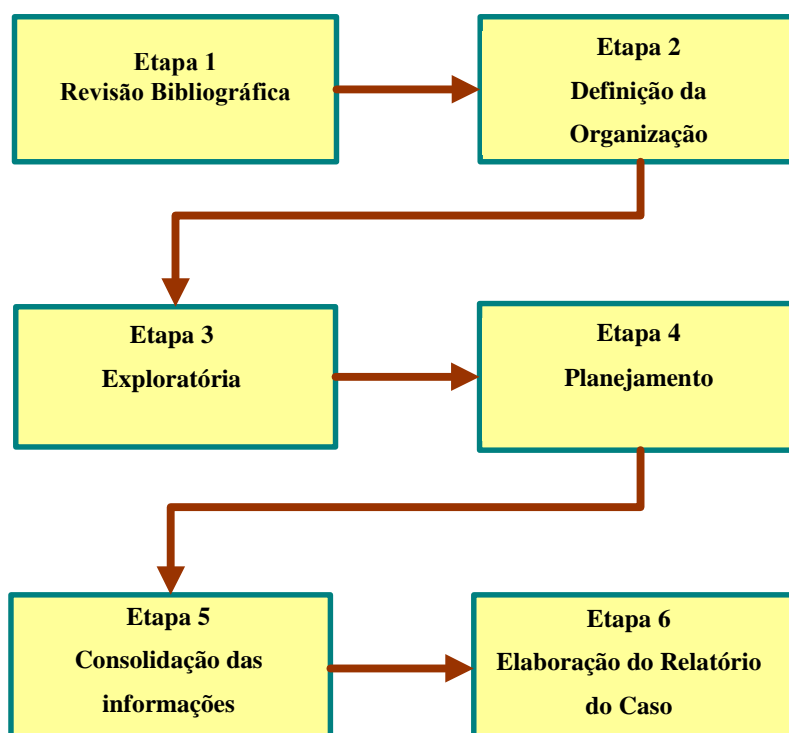 Etapa 1
Revisão Bibliográfica
Etapa 2
Definição da
Organização
Etapa 3
Exploratória
Etapa 4
Planejamento
Etapa 5
Consolidação das
informações
Etapa 6
Elaboração do Relatório
do Caso